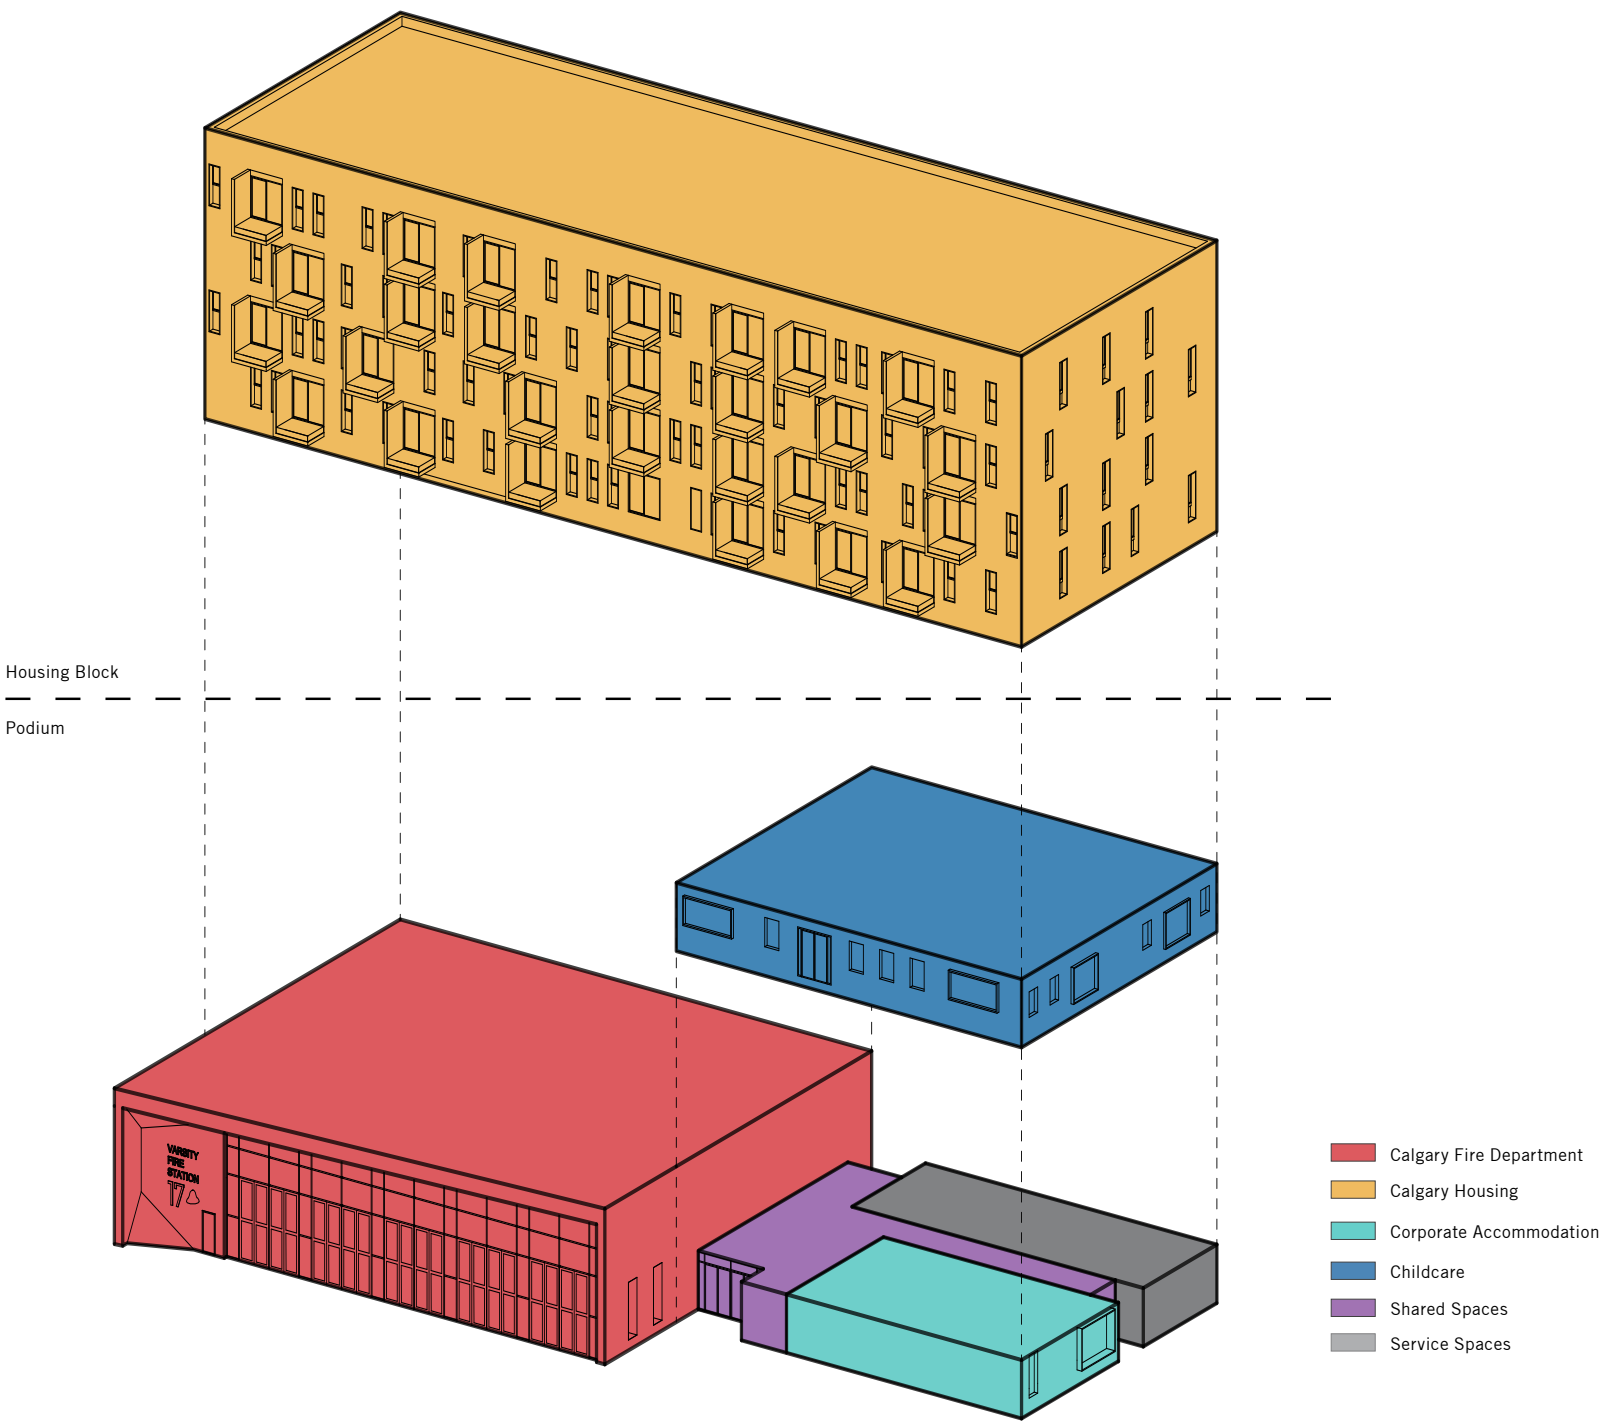 Housing Block
Podium
VARSITY
FIRE
STATION
17
Calgary Fire Department
Calgary Housing
Corporate Accommodation
Childcare
Shared Spaces
Service Spaces